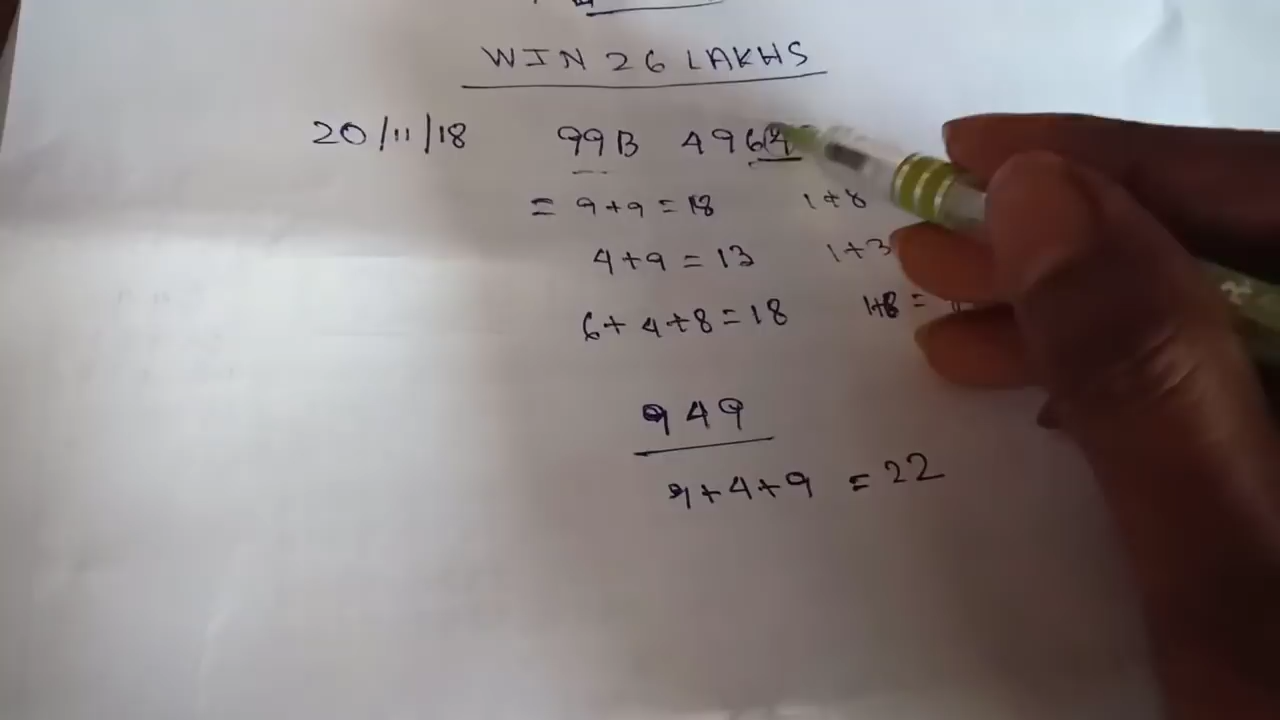 WIN 26 LAKHS
20/11/18 99B 4964
= 9+9 = 18 1+8
4+9 = 13 1+3
6+4+8=18 1+8 =
949
9+4+9 = 22